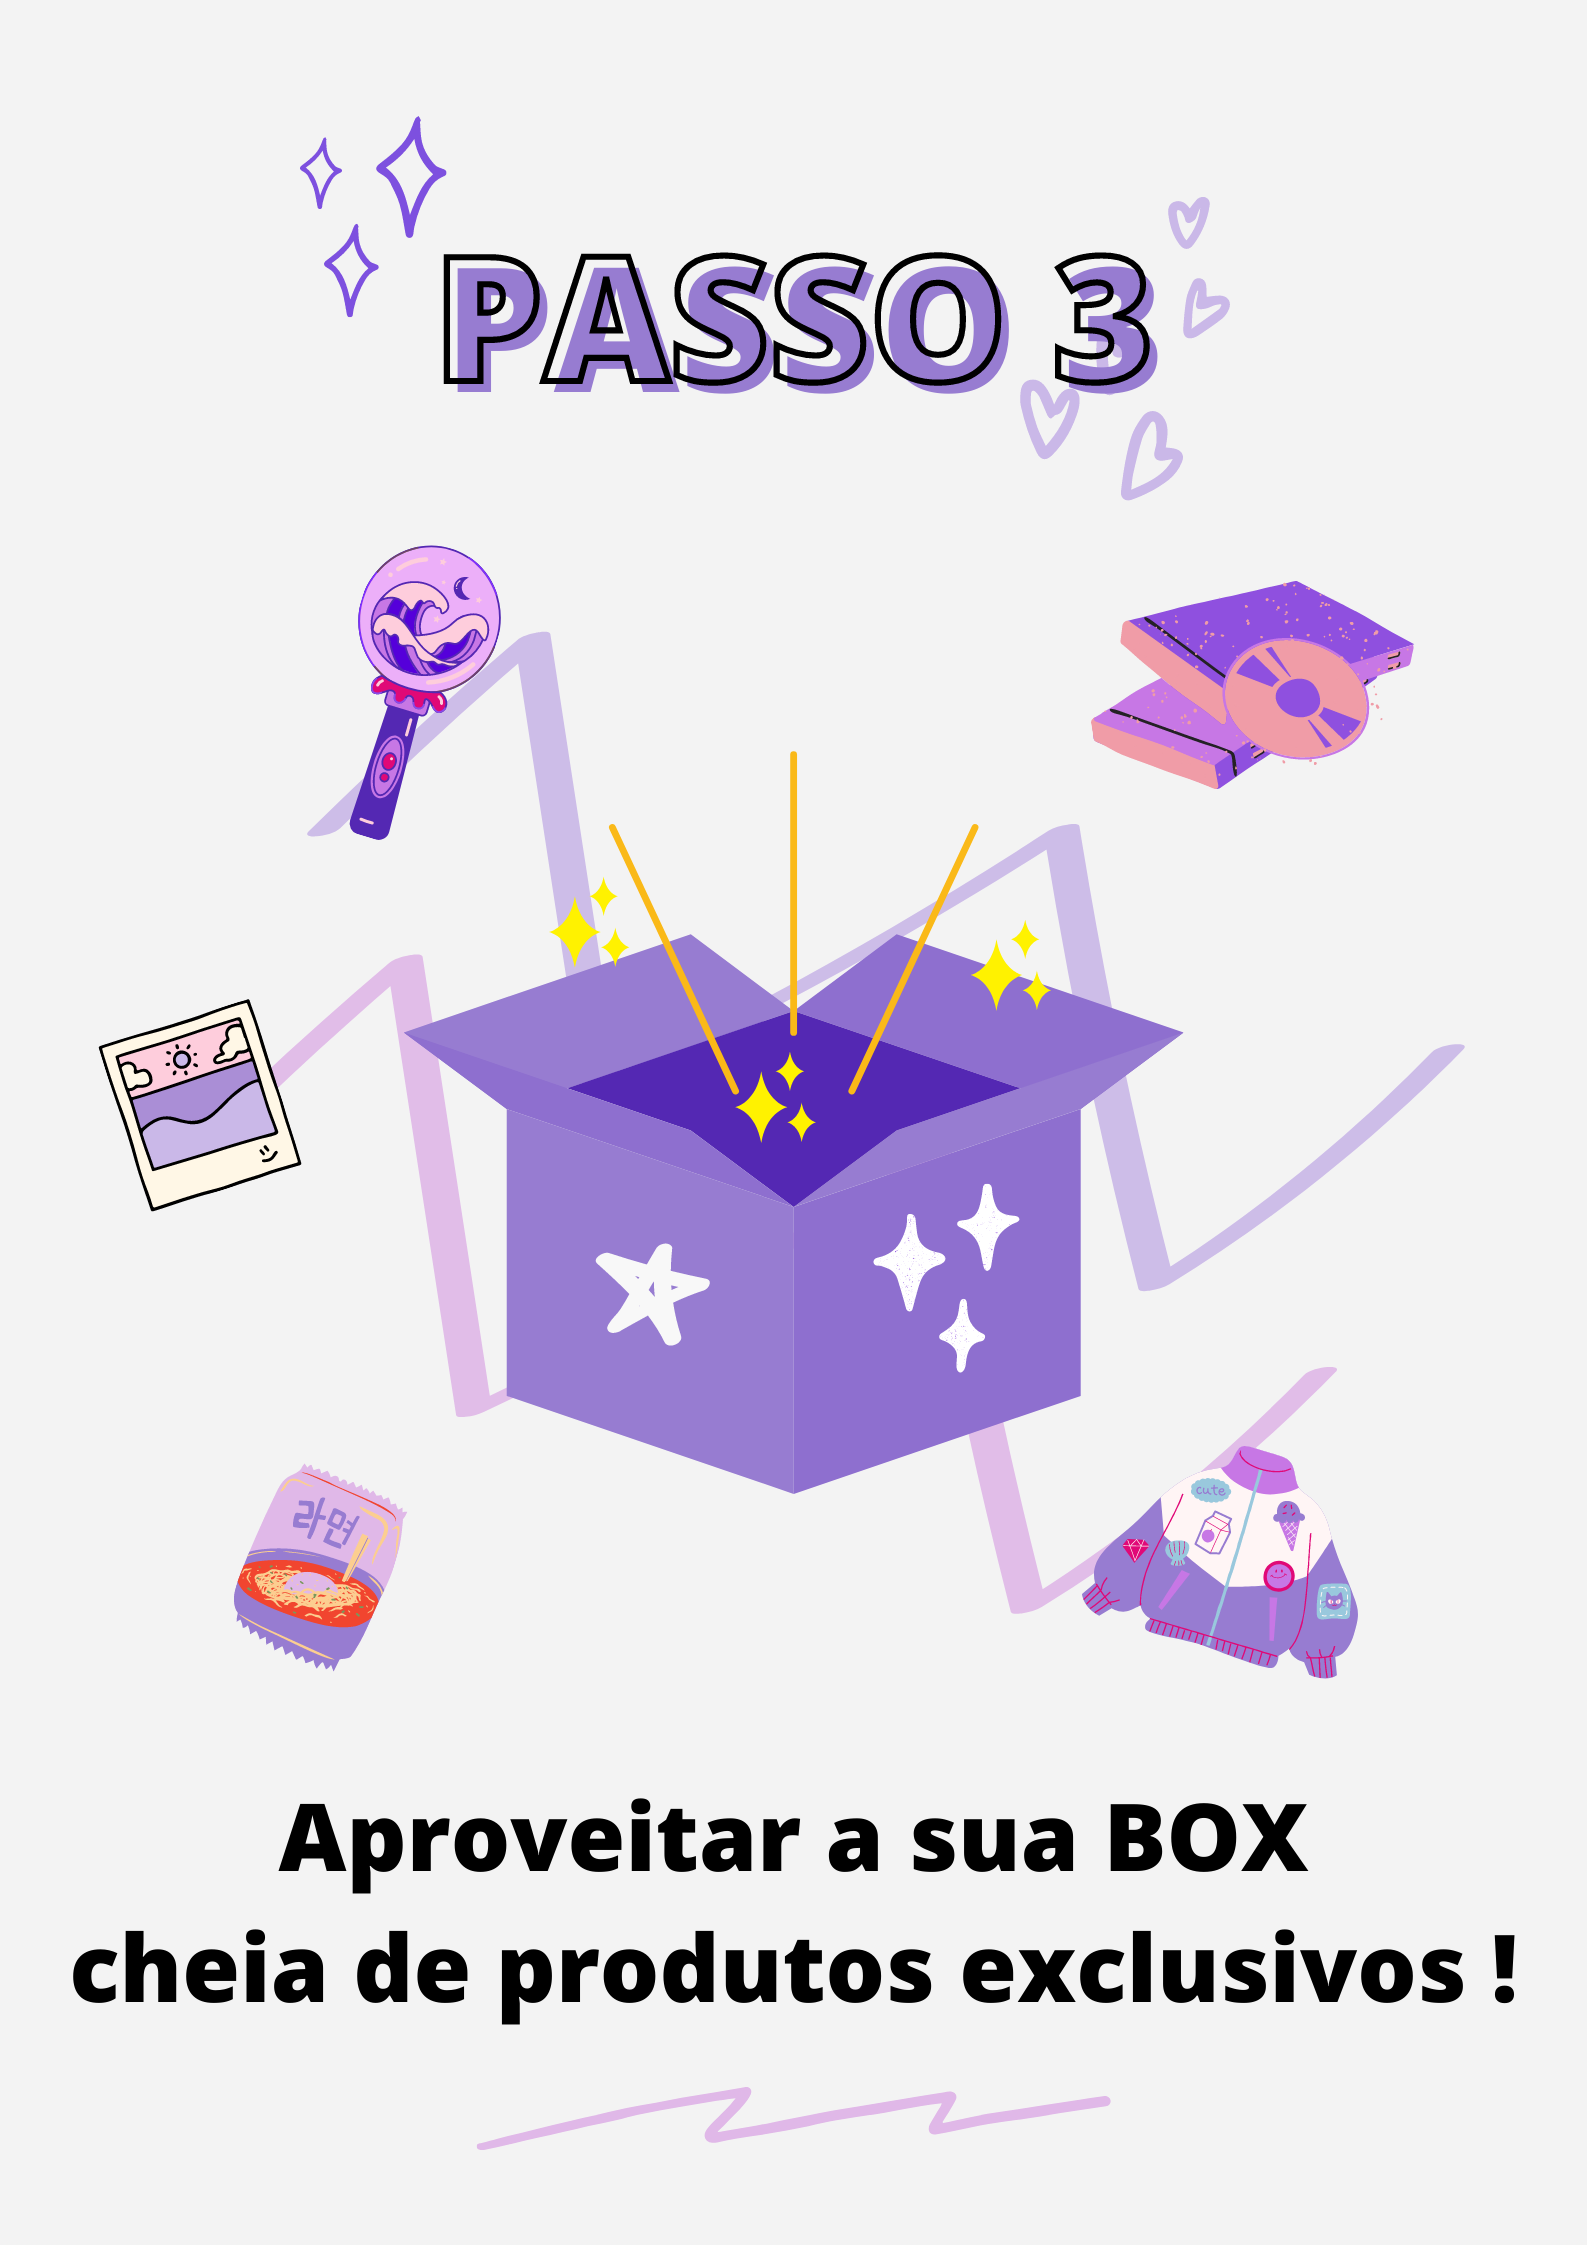 PASSO 3
라면
cute
Aproveitar a sua BOX
cheia de produtos exclusivos !